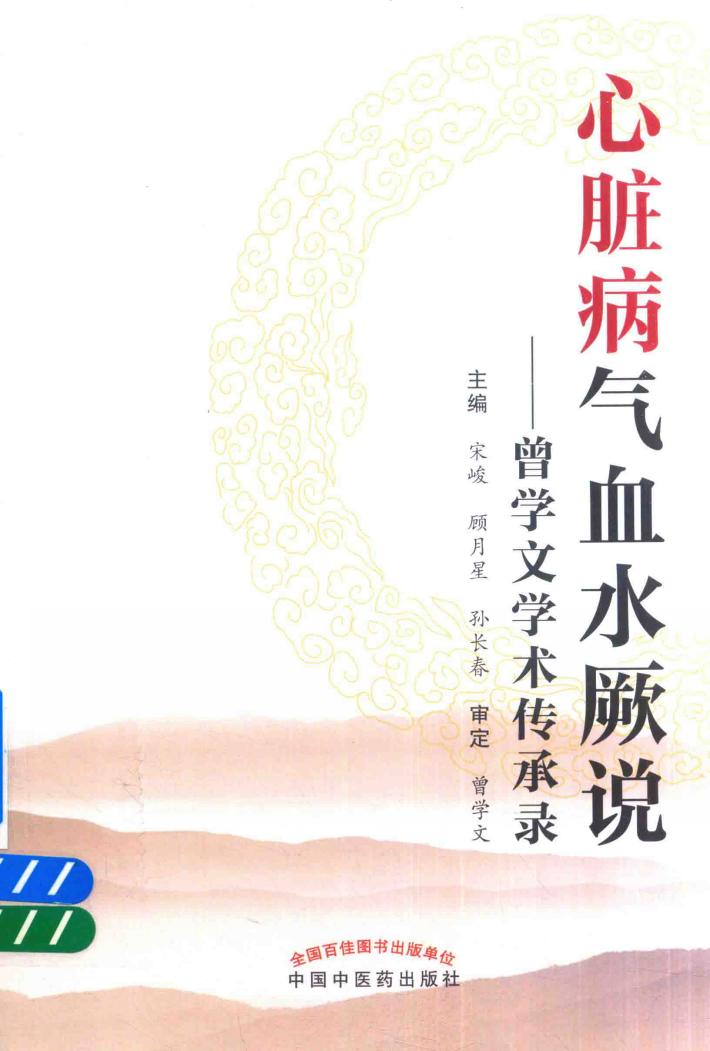 心脏病气血水厥说
——曾学文学术传承录
主编 宋峻 顾月星 孙长春 审定 曾学文
全国百佳图书出版单位
中国中医药出版社